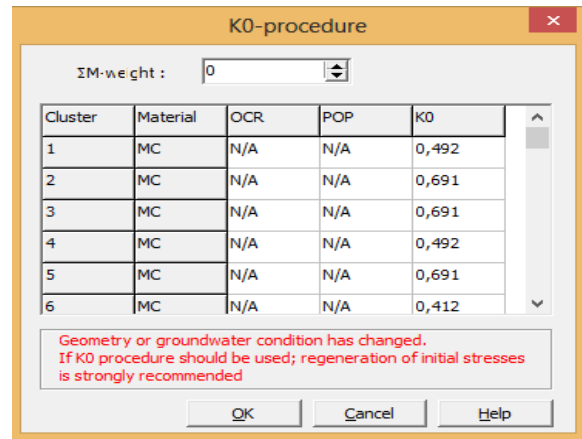 K0-procedure
ΣM-weight : 0
Cluster Material OCR POP K0
1 MC N/A N/A 0,492
2 MC N/A N/A 0,691
3 MC N/A N/A 0,691
4 MC N/A N/A 0,492
5 MC N/A N/A 0,691
6 MC N/A N/A 0,412
Geometry or groundwater condition has changed.
If K0 procedure should be used; regeneration of initial stresses
is strongly recommended
OK Cancel Help